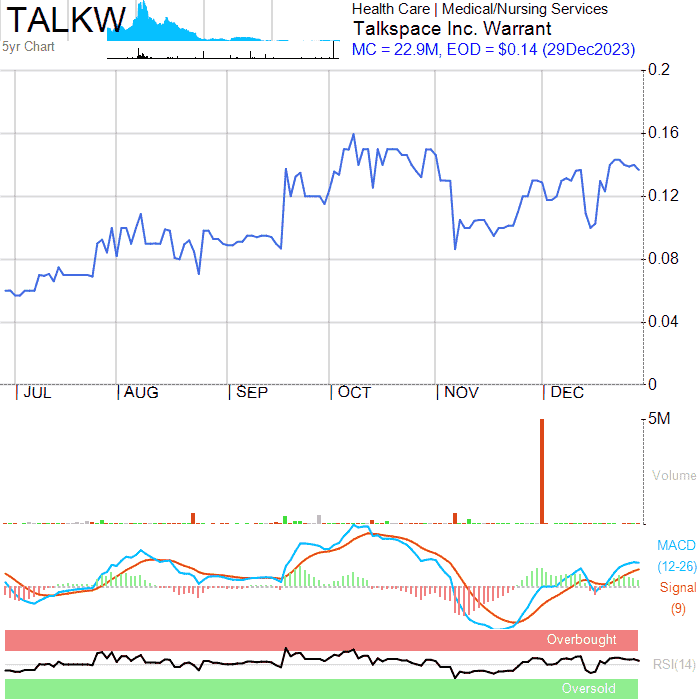 TALKW
5yr Chart
Health Care | Medical/Nursing Services
Talkspace Inc. Warrant
MC = 22.9M, EOD = $0.14 (29Dec2023)
0.2
0.16
0.12
0.08
0.04
0
JUL AUG SEP OCT NOV DEC
5M
Volume
MACD
(12-26)
Signal
(9)
Overbought
RSI(14)
Oversold